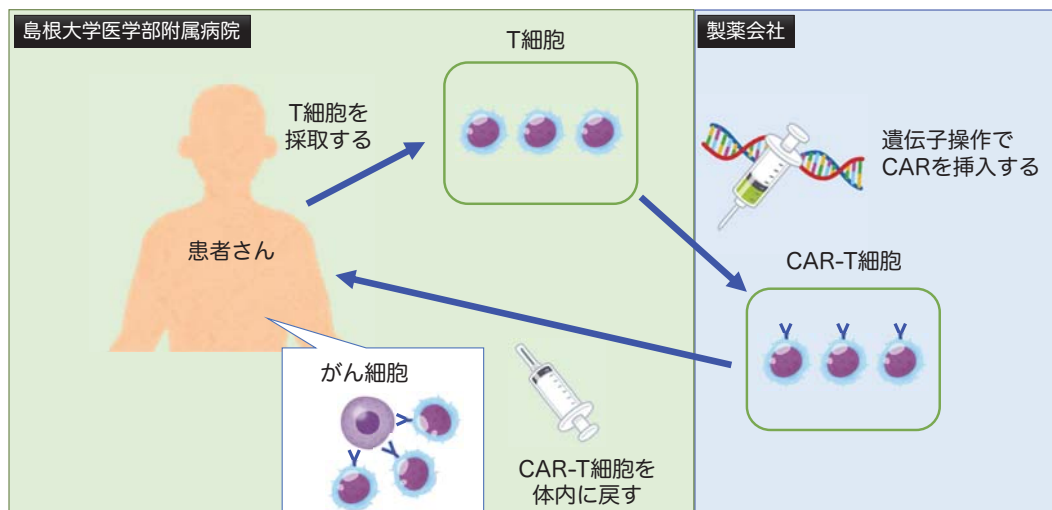 島根大学医学部附属病院
製薬会社
T細胞
T細胞を
採取する
遺伝子操作で
CARを挿入する
患者さん
CAR-T細胞
がん細胞
CAR-T細胞を
体内に戻す